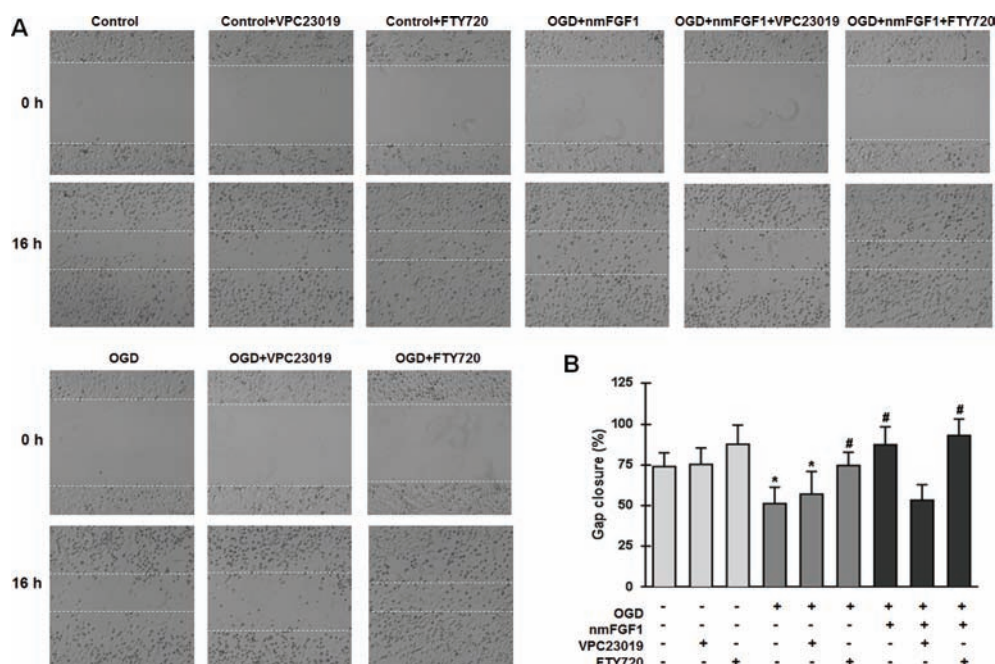 A
Control Control+VPC23019 Control+FTY720 OGD+nmFGF1 OGD+nmFGF1+VPC23019 OGD+nmFGF1+FTY720
0 h
16 h
OGD OGD+VPC23019 OGD+FTY720
0 h
16 h
B
Gap closure (%)
125
100
75
50
25
0
* * # # #
OGD - - - + + + + + +
nmFGF1 - - - - - - + + +
VPC23019 - + - - + - - + -
FTY720 - - + - - + - - +